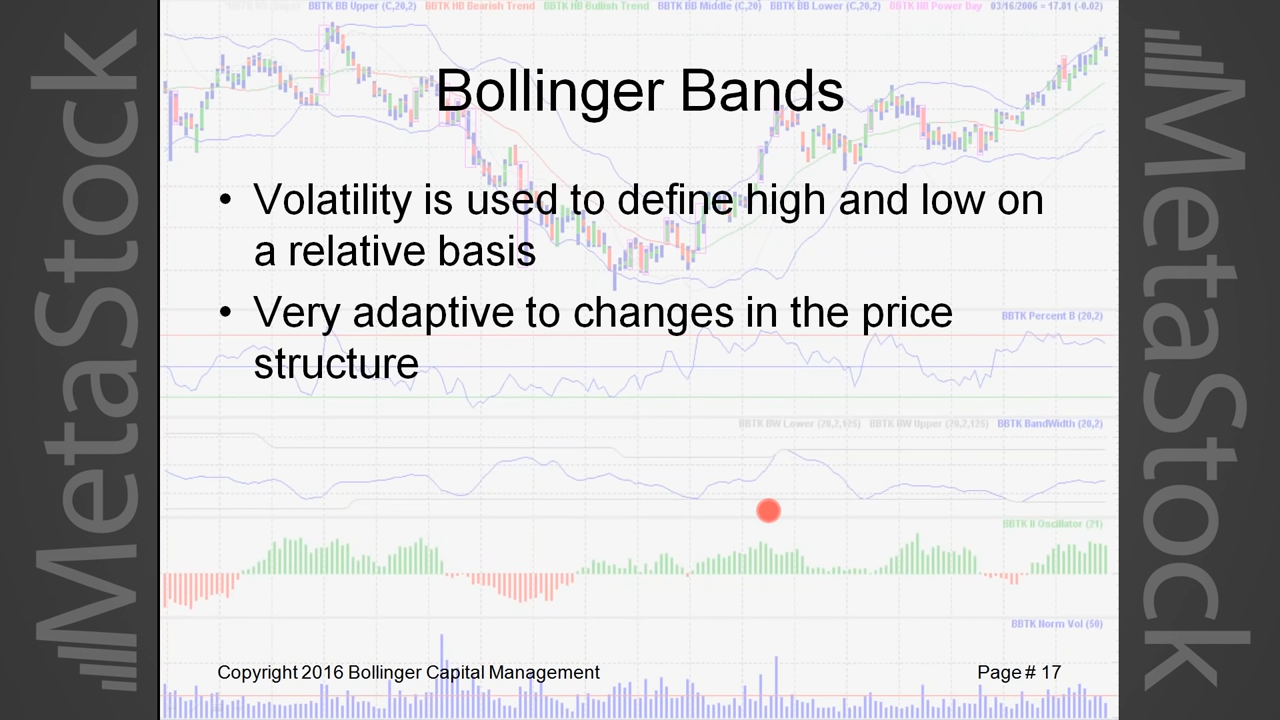 BBTK BB Upper (C,20,2) BBTK HB Bearish Trend BBTK HB Bullish Trend BBTK BB Middle (C,20) BBTK BB Lower (C,20,2) BBTK HB Power Day 03/16/2006 = 17.81 (-0.02)
Bollinger Bands
• Volatility is used to define high and low on
a relative basis
• Very adaptive to changes in the price
structure
BBTK Percent B (20,2)
BBTK BW Lower (20,2,125) BBTK BW Upper (20,2,125) BBTK BandWidth (20,2)
BBTK II Oscillator (21)
BBTK Norm Vol (50)
Copyright 2016 Bollinger Capital Management
Page # 17
MetaStock
MetaStock